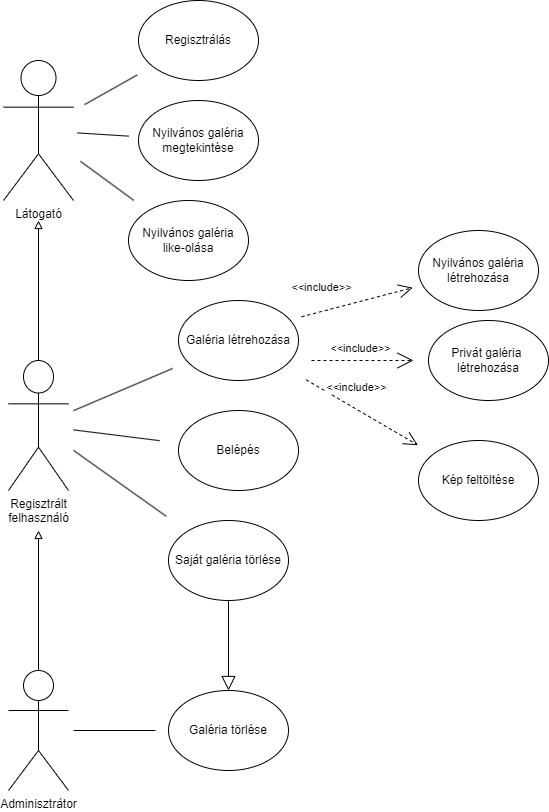 Regisztrálás
Nyilvános galéria
megtekintése
Látogató
Nyilvános galéria
like-olása
Nyilvános galéria
létrehozása
<<include>>
Galéria létrehozása
<<include>>
Privát galéria
létrehozása
<<include>>
Belépés
Kép feltöltése
Regisztrált
felhasználó
Saját galéria törlése
Galéria törlése
Adminisztrátor